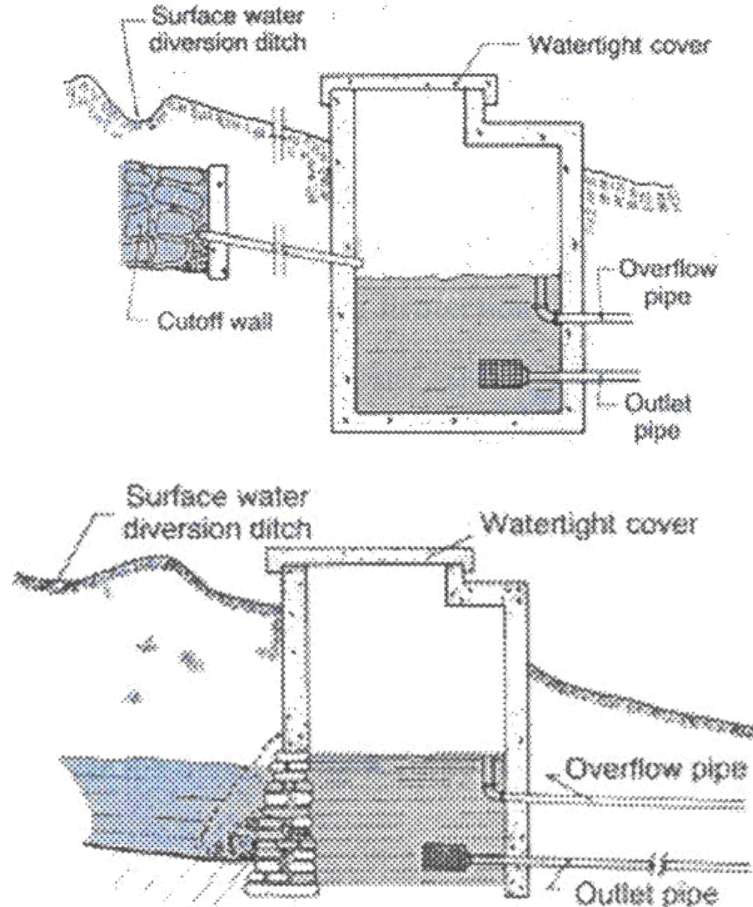 Surface water
diversion ditch
Watertight cover
Overflow
pipe
Cutoff wall
Outlet
pipe
Surface water
diversion ditch
Watertight cover
Overflow pipe
Outlet pipe